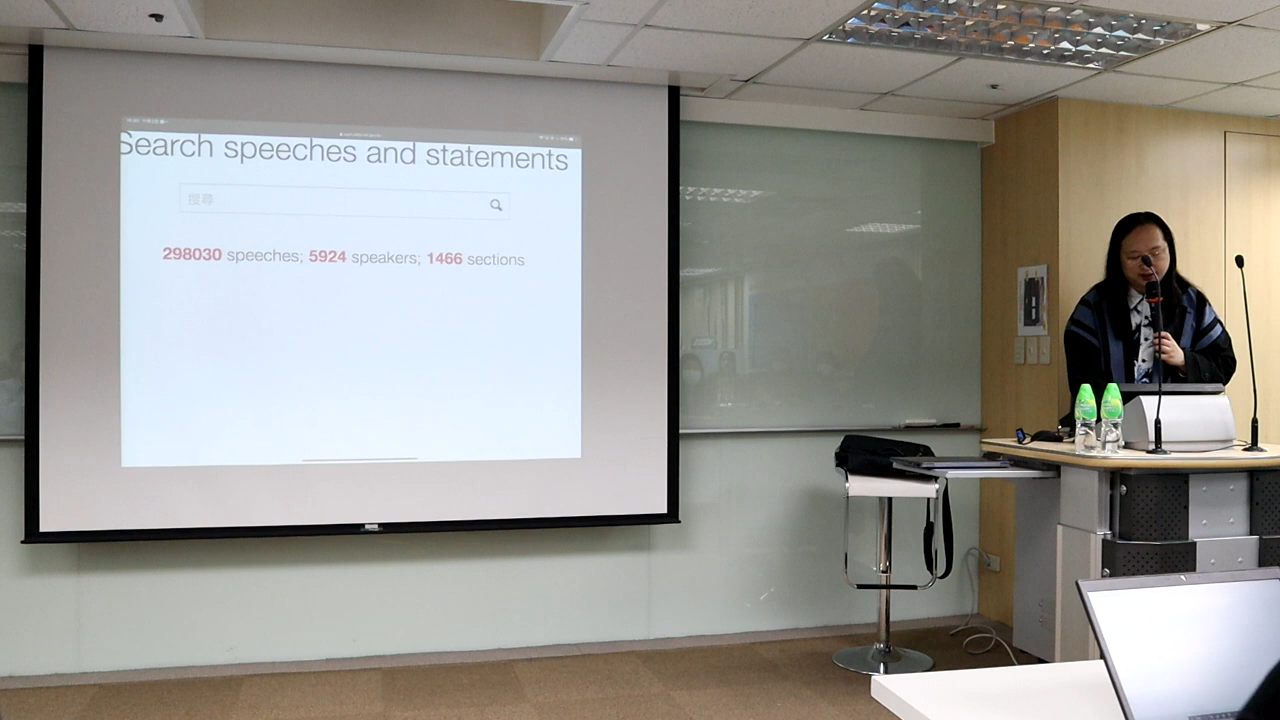 Search speeches and statements
搜尋
298030 speeches; 5924 speakers; 1466 sections